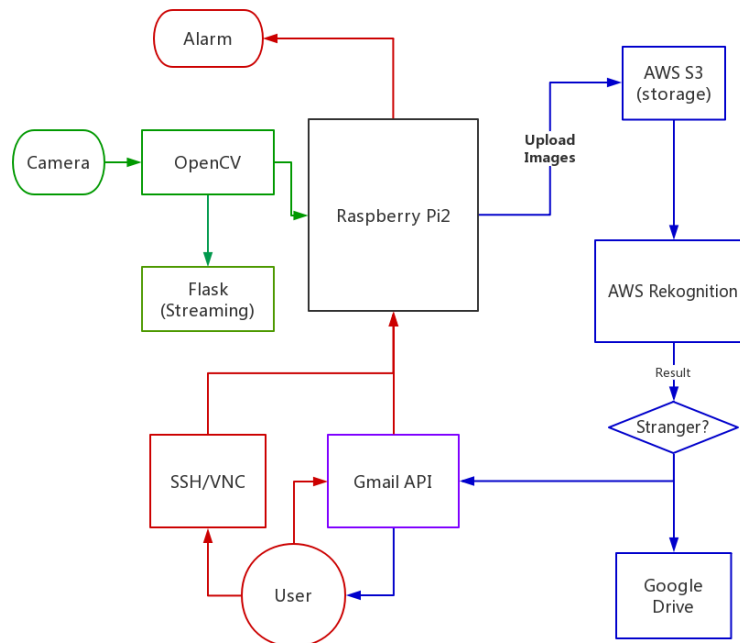 Alarm
AWS S3
(storage)
Camera
OpenCV
Upload
Images
Raspberry Pi2
Flask
(Streaming)
AWS Rekognition
Result
Stranger?
SSH/VNC
Gmail API
User
Google
Drive